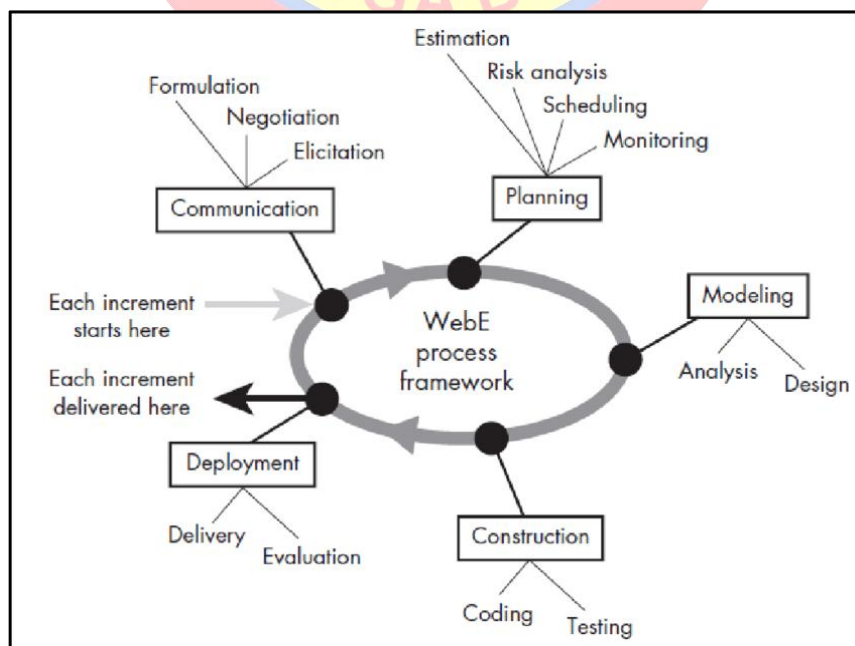 Estimation
Risk analysis
Scheduling
Monitoring
Planning
Formulation
Negotiation
Elicitation
Communication
Each increment
starts here
WebE
process
framework
Modeling
Analysis
Design
Each increment
delivered here
Deployment
Delivery
Evaluation
Construction
Coding
Testing